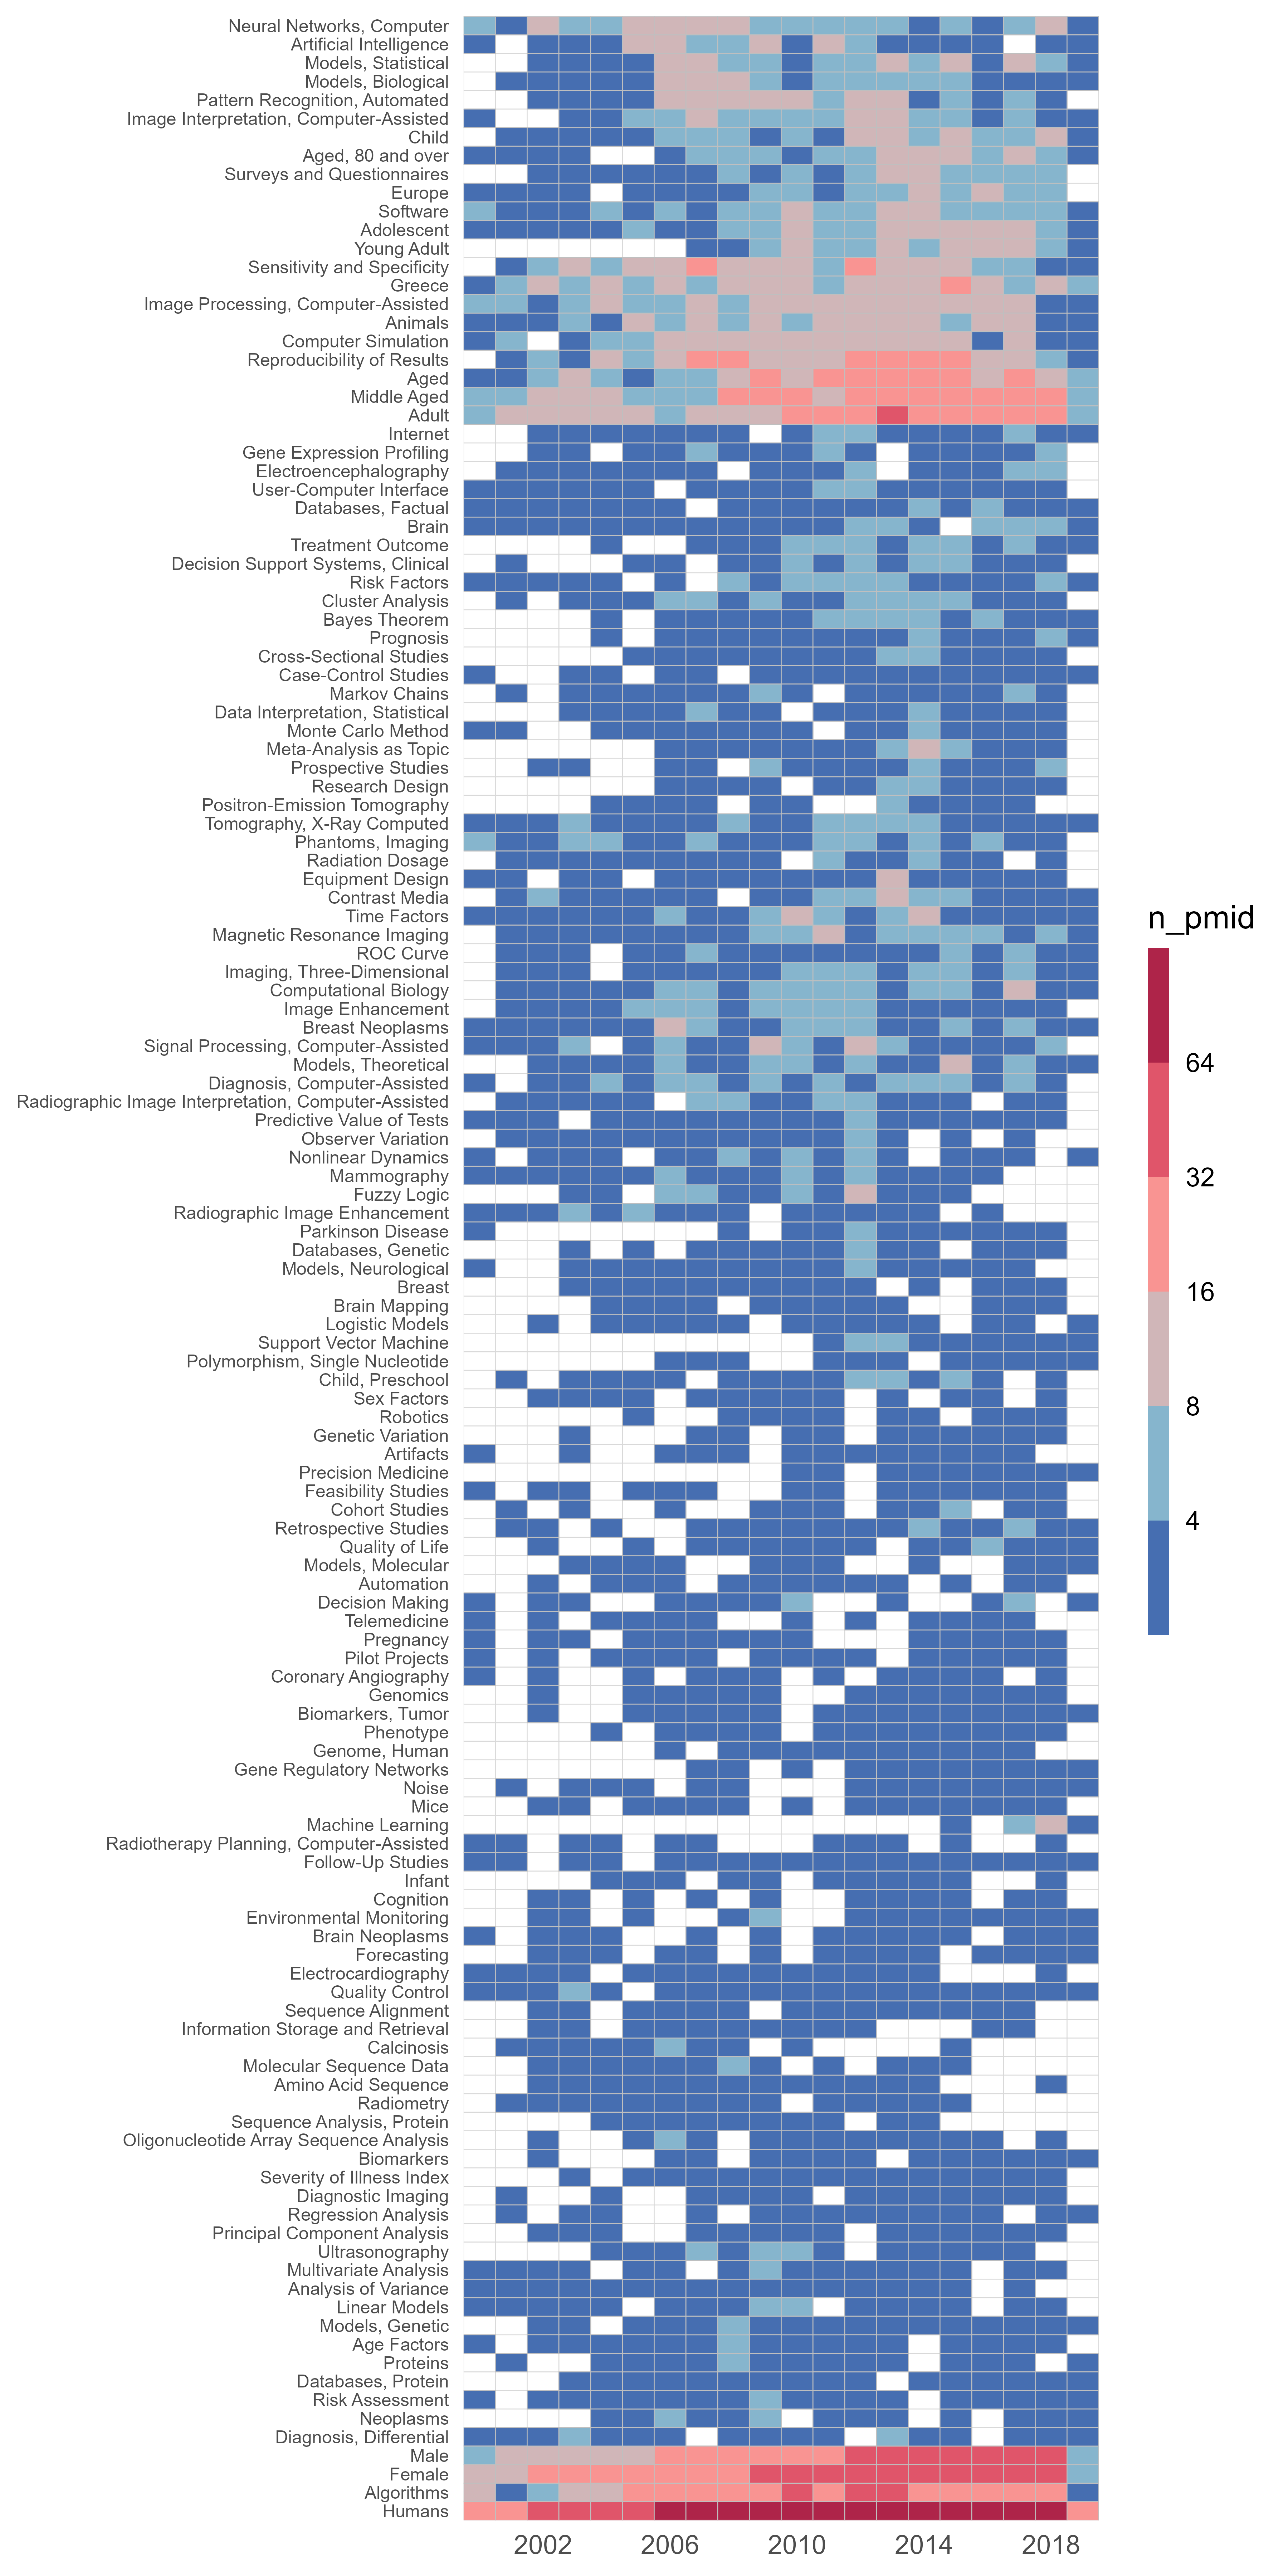 Neural Networks, Computer
Artificial Intelligence
Models, Statistical
Models, Biological
Pattern Recognition, Automated
Image Interpretation, Computer-Assisted
Child
Aged, 80 and over
Surveys and Questionnaires
Europe
Software
Adolescent
Young Adult
Sensitivity and Specificity
Greece
Image Processing, Computer-Assisted
Animals
Computer Simulation
Reproducibility of Results
Aged
Middle Aged
Adult
Internet
Gene Expression Profiling
Electroencephalography
User-Computer Interface
Databases, Factual
Brain
Treatment Outcome
Decision Support Systems, Clinical
Risk Factors
Cluster Analysis
Bayes Theorem
Prognosis
Cross-Sectional Studies
Case-Control Studies
Markov Chains
Data Interpretation, Statistical
Monte Carlo Method
Meta-Analysis as Topic
Prospective Studies
Research Design
Positron-Emission Tomography
Tomography, X-Ray Computed
Phantoms, Imaging
Radiation Dosage
Equipment Design
Contrast Media
Time Factors
Magnetic Resonance Imaging
ROC Curve
Imaging, Three-Dimensional
Computational Biology
Image Enhancement
Breast Neoplasms
Signal Processing, Computer-Assisted
Models, Theoretical
Diagnosis, Computer-Assisted
Radiographic Image Interpretation, Computer-Assisted
Predictive Value of Tests
Observer Variation
Nonlinear Dynamics
Mammography
Fuzzy Logic
Radiographic Image Enhancement
Parkinson Disease
Databases, Genetic
Models, Neurological
Breast
Brain Mapping
Logistic Models
Support Vector Machine
Polymorphism, Single Nucleotide
Child, Preschool
Sex Factors
Robotics
Genetic Variation
Artifacts
Precision Medicine
Feasibility Studies
Cohort Studies
Retrospective Studies
Quality of Life
Models, Molecular
Automation
Decision Making
Telemedicine
Pregnancy
Pilot Projects
Coronary Angiography
Genomics
Biomarkers, Tumor
Phenotype
Genome, Human
Gene Regulatory Networks
Noise
Mice
Machine Learning
Radiotherapy Planning, Computer-Assisted
Follow-Up Studies
Infant
Cognition
Environmental Monitoring
Brain Neoplasms
Forecasting
Electrocardiography
Quality Control
Sequence Alignment
Information Storage and Retrieval
Calcinosis
Molecular Sequence Data
Amino Acid Sequence
Radiometry
Sequence Analysis, Protein
Oligonucleotide Array Sequence Analysis
Biomarkers
Severity of Illness Index
Diagnostic Imaging
Regression Analysis
Principal Component Analysis
Ultrasonography
Multivariate Analysis
Analysis of Variance
Linear Models
Models, Genetic
Age Factors
Proteins
Databases, Protein
Risk Assessment
Neoplasms
Diagnosis, Differential
Male
Female
Algorithms
Humans
2002 2006 2010 2014 2018
n_pmid
64
32
16
8
4